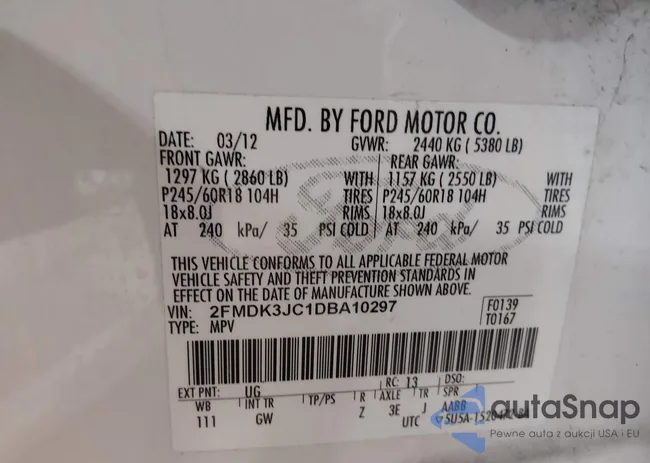 MFD. BY FORD MOTOR CO.
DATE: 03/12 GVWR: 2440 KG ( 5380 LB)
FRONT GAWR: REAR GAWR:
1297 KG ( 2860 LB) WITH 1157 KG ( 2550 LB) WITH
P245/60R18 104H TIRES P245/60R18 104H TIRES
18x8.0J RIMS 18x8.0J RIMS
AT 240 kPa/ 35 PSI COLD AT 240 kPa/ 35 PSI COLD
THIS VEHICLE CONFORMS TO ALL APPLICABLE FEDERAL MOTOR
VEHICLE SAFETY AND THEFT PREVENTION STANDARDS IN
EFFECT ON THE DATE OF MANUFACTURE SHOWN ABOVE.
VIN: 2FMDK3JC1DBA10297 F0139
TYPE: MPV T0167
EXT PNT: UG RC: 13 DSO:
WB INT TR TP/PS R AXLE TR SPR
111 GW Z 3E J AABB
UTC
autoSnap
Pewne auta z aukcji USA i EU